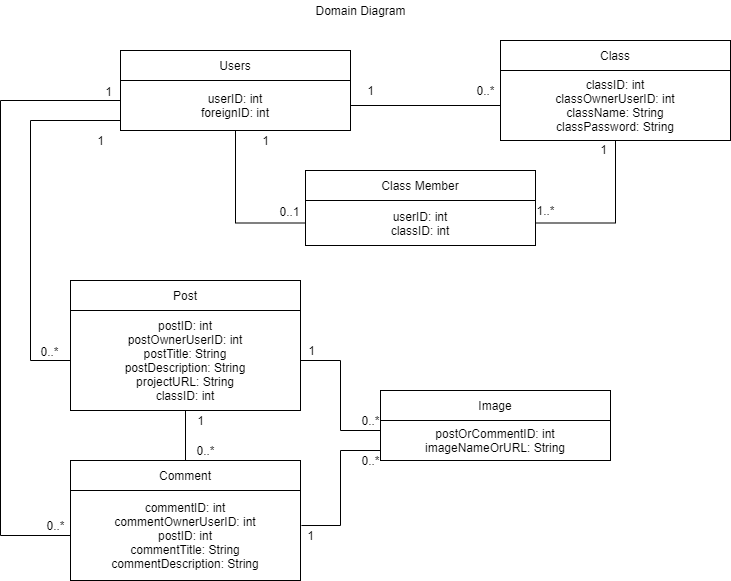 Domain Diagram
Users
userID: int
foreignID: int
Class
classID: int
classOwnerUserID: int
className: String
classPassword: String
1
1
0..*
1
1
1
Class Member
userID: int
classID: int
0..1
1..*
Post
postID: int
postOwnerUserID: int
postTitle: String
postDescription: String
projectURL: String
classID: int
0..*
1
1
0..*
Image
postOrCommentID: int
imageNameOrURL: String
0..*
0..*
Comment
commentID: int
commentOwnerUserID: int
postID: int
commentTitle: String
commentDescription: String
0..*
1